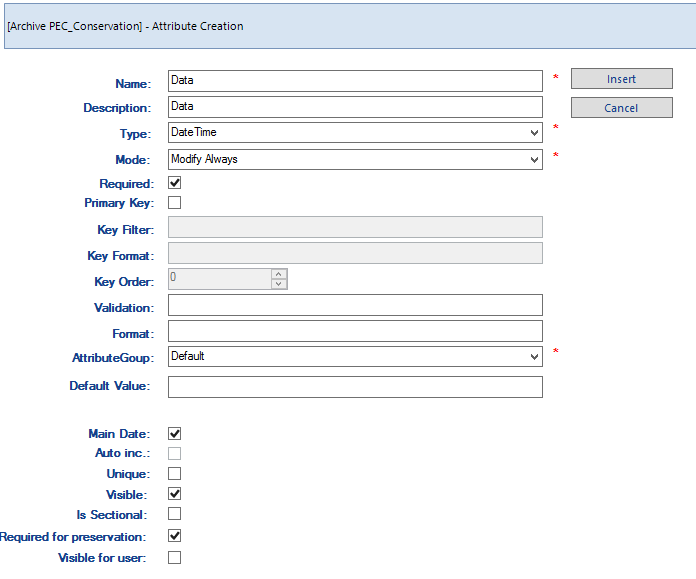 [Archive PEC_Conservation] - Attribute Creation
Name: Data * Insert
Description: Data Cancel
Type: DateTime *
Mode: Modify Always *
Required:
Primary Key:
Key Filter:
Key Format:
Key Order: 0
Validation:
Format:
AttributeGoup: Default *
Default Value:
Main Date:
Auto inc.:
Unique:
Visible:
Is Sectional:
Required for preservation:
Visible for user: